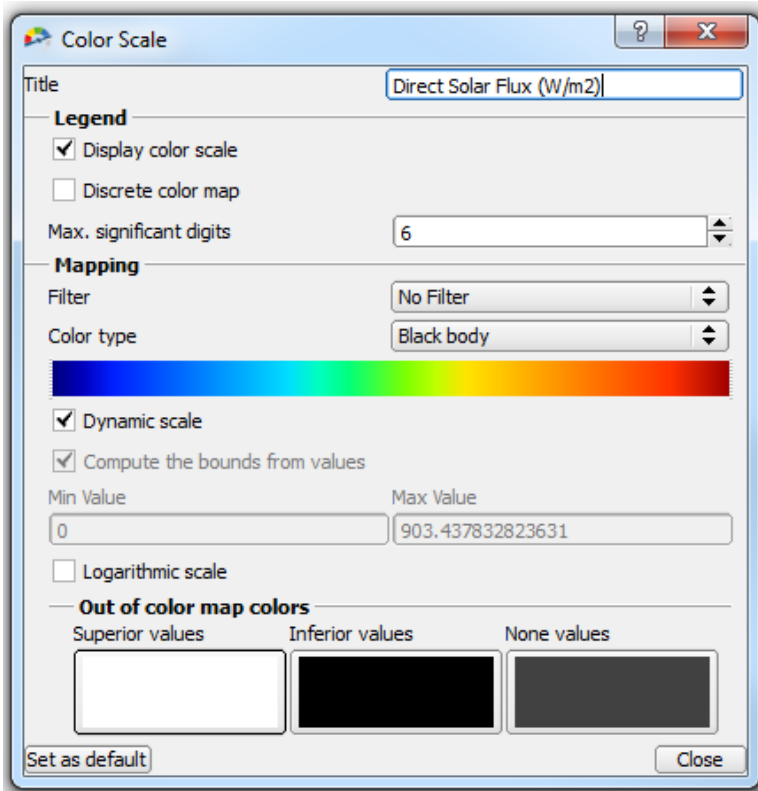 Color Scale
Title Direct Solar Flux (W/m2)
Legend
Display color scale
Discrete color map
Max. significant digits 6
Mapping
Filter No Filter
Color type Black body
Dynamic scale
Compute the bounds from values
Min Value Max Value
0 903.437832823631
Logarithmic scale
Out of color map colors
Superior values Inferior values None values
Set as default Close